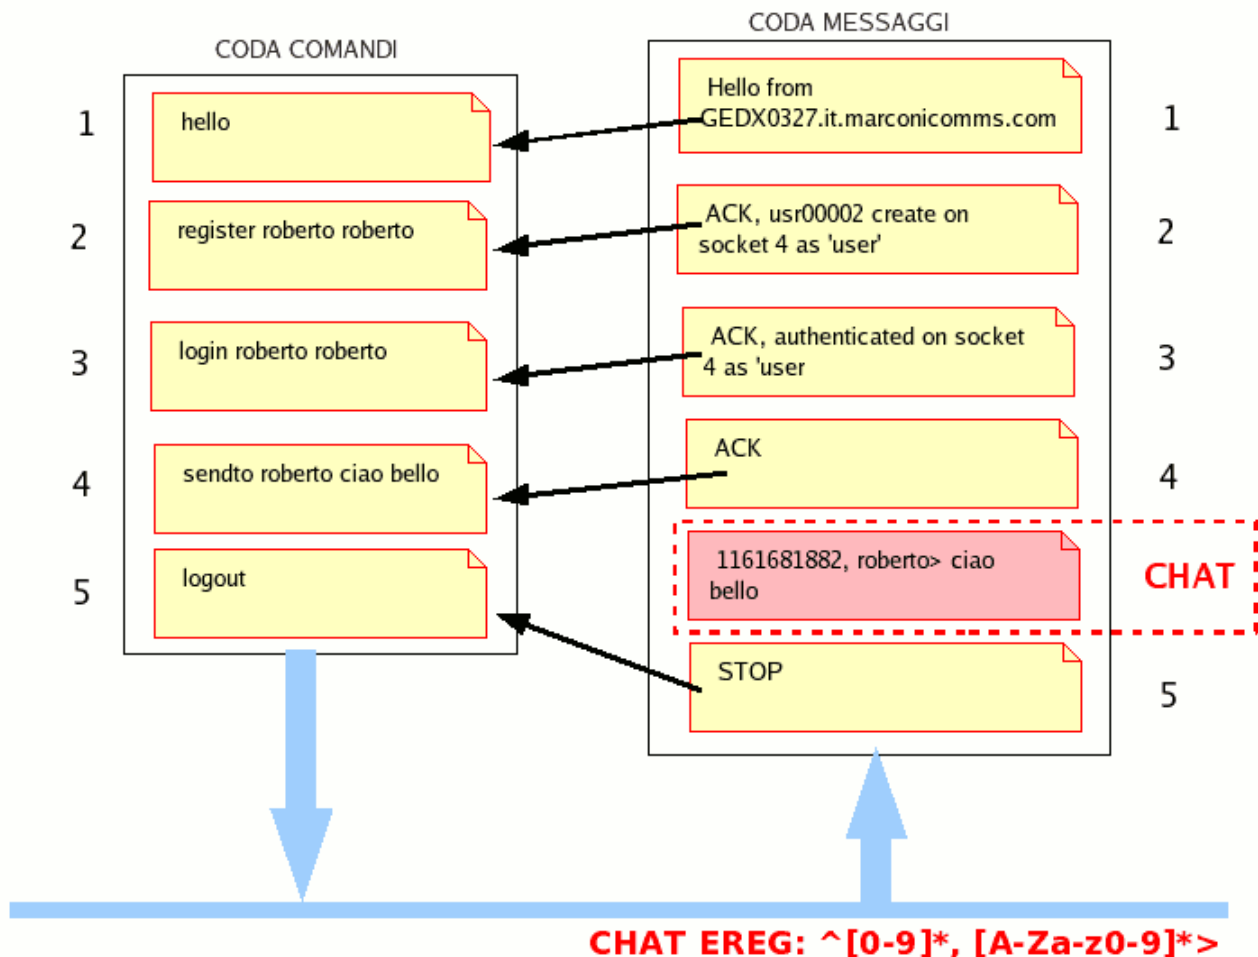 CODA COMANDI
1
hello
2
register roberto roberto
3
login roberto roberto
4
sendto roberto ciao bello
5
logout
CODA MESSAGGI
Hello from
GEDX0327.it.marconicomms.com
1
ACK, usr00002 create on
socket 4 as 'user'
2
ACK, authenticated on socket
4 as 'user
3
ACK
4
1161681882, roberto> ciao
bello
CHAT
STOP
5
CHAT EREG: ^[0-9]*, [A-Za-z0-9]*>